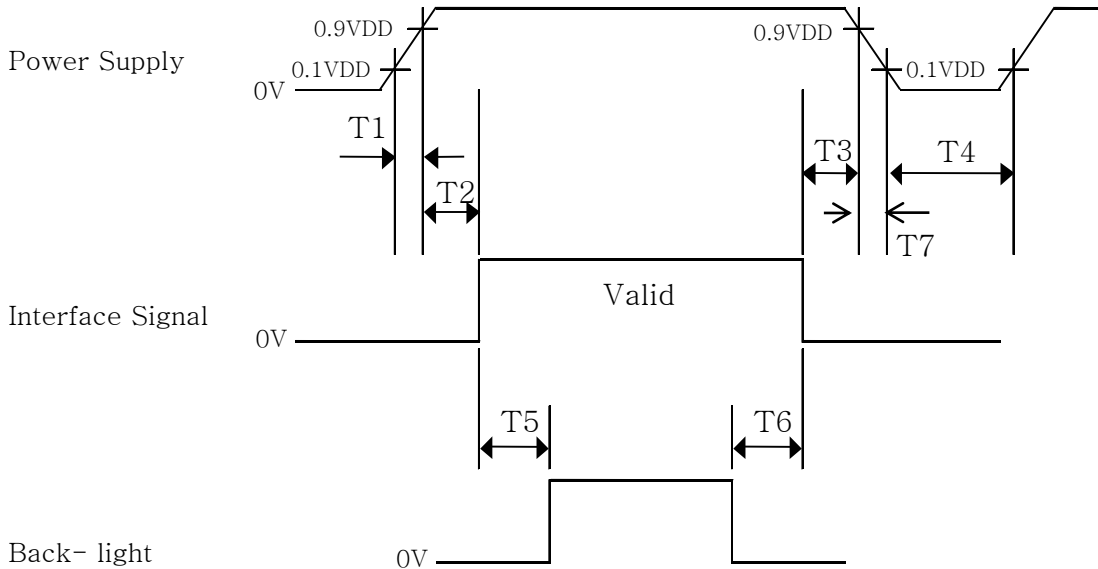 0.9VDD
0.9VDD
Power Supply
0.1VDD
0.1VDD
0V
T1
T3
T4
T2
T7
Valid
Interface Signal
0V
T5
T6
Back- light
0V